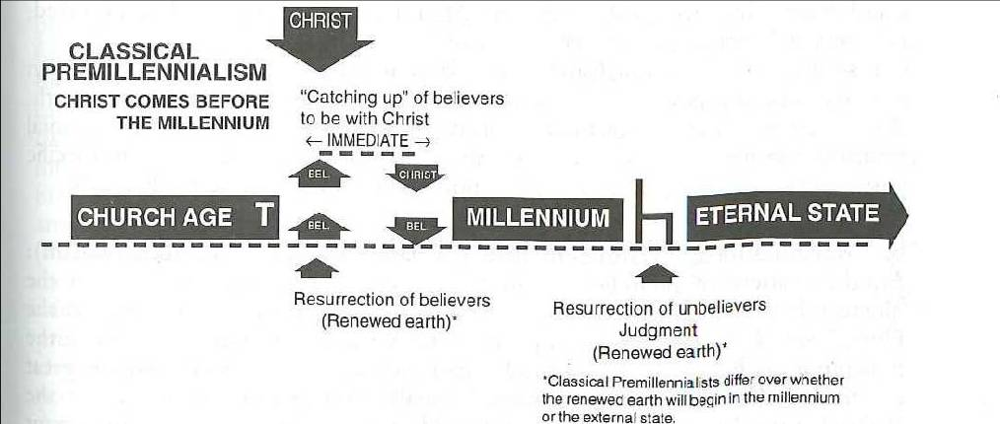 CHRIST
CLASSICAL
PREMILLENNIALISM
CHRIST COMES BEFORE
THE MILLENNIUM
"Catching up" of believers
to be with Christ
← IMMEDIATE →
BEL
CHRIST
CHURCH AGE T
BEL
BEL
MILLENNIUM
ETERNAL STATE
Resurrection of believers
(Renewed earth)*
Resurrection of unbelievers
Judgment
(Renewed earth)*
*Classical Premillennialists differ over whether
the renewed earth will begin in the millennium
or the external state.